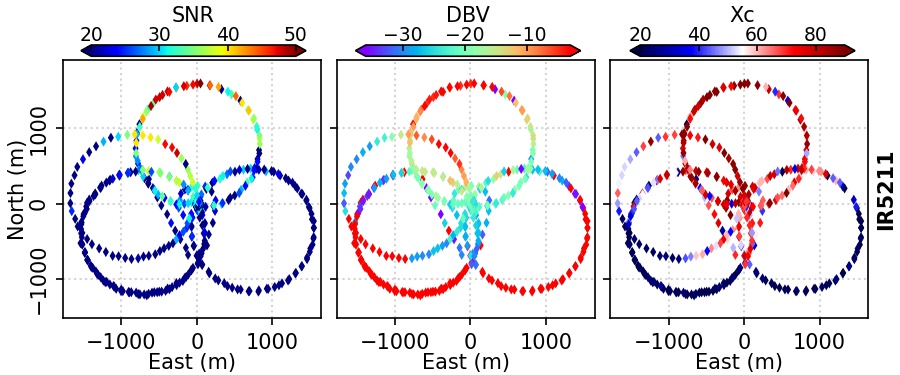 SNR DBV Xc
20 30 40 50 −30 −20 −10 20 40 60 80
North (m)
1000
0
−1000
−1000 0 1000 −1000 0 1000 −1000 0 1000
East (m) East (m) East (m)
IR5211